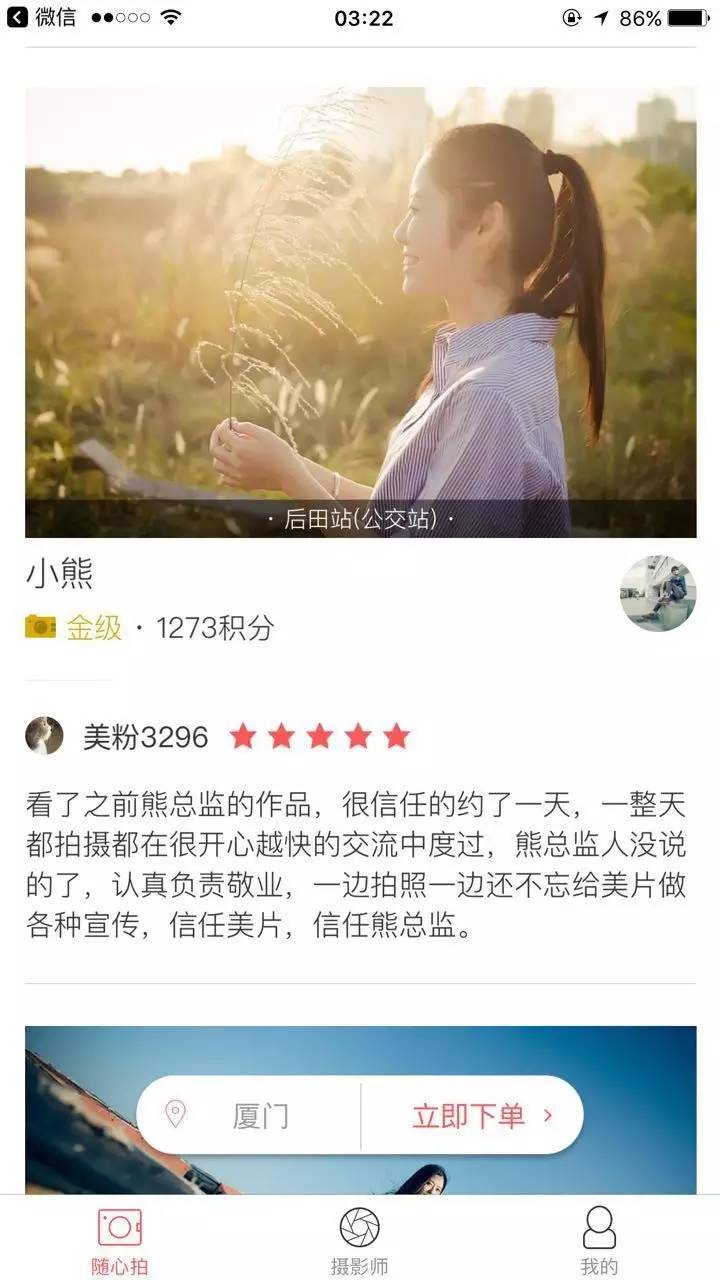 微信 03:22 86%
· 后田站(公交站) ·
小熊
金级 · 1273积分
美粉3296
看了之前熊总监的作品，很信任的约了一天，一整天
都拍摄都在很开心越快的交流中度过，熊总监人没说
的了，认真负责敬业，一边拍照一边还不忘给美片做
各种宣传，信任美片，信任熊总监。
厦门 立即下单
随心拍 摄影师 我的